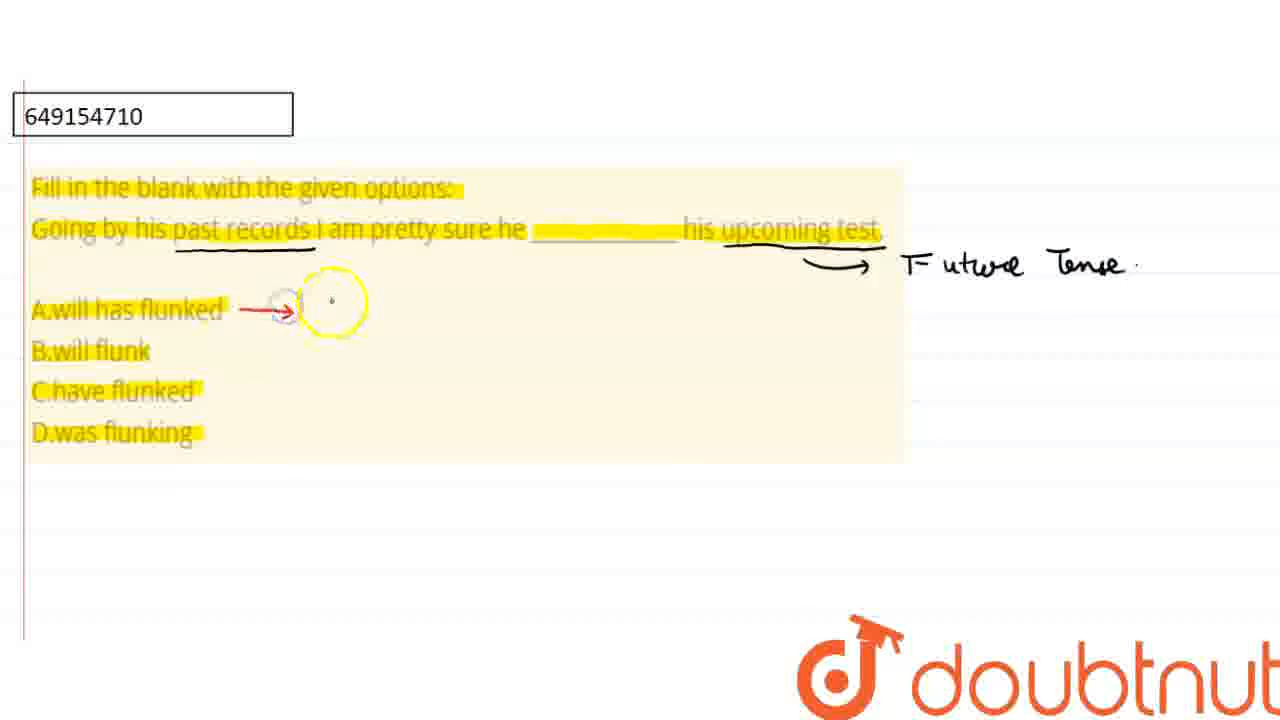 649154710
Fill in the blank with the given options:
Going by his past records I am pretty sure he __________ his upcoming test.
Future Tense.
A.will has flunked
B.will flunk
C.have flunked
D.was flunking
doubtnut